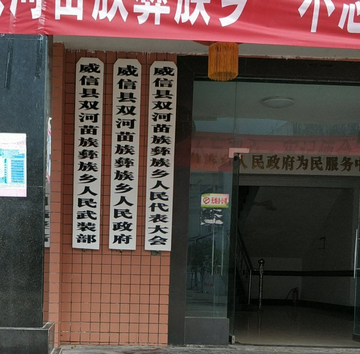 河苗族彝族乡 不忘
威信县双河苗族彝族乡人民武装部
威信县双河苗族彝族乡人民政府
威信县双河苗族彝族乡人民代表大会
人民政府为民服务中